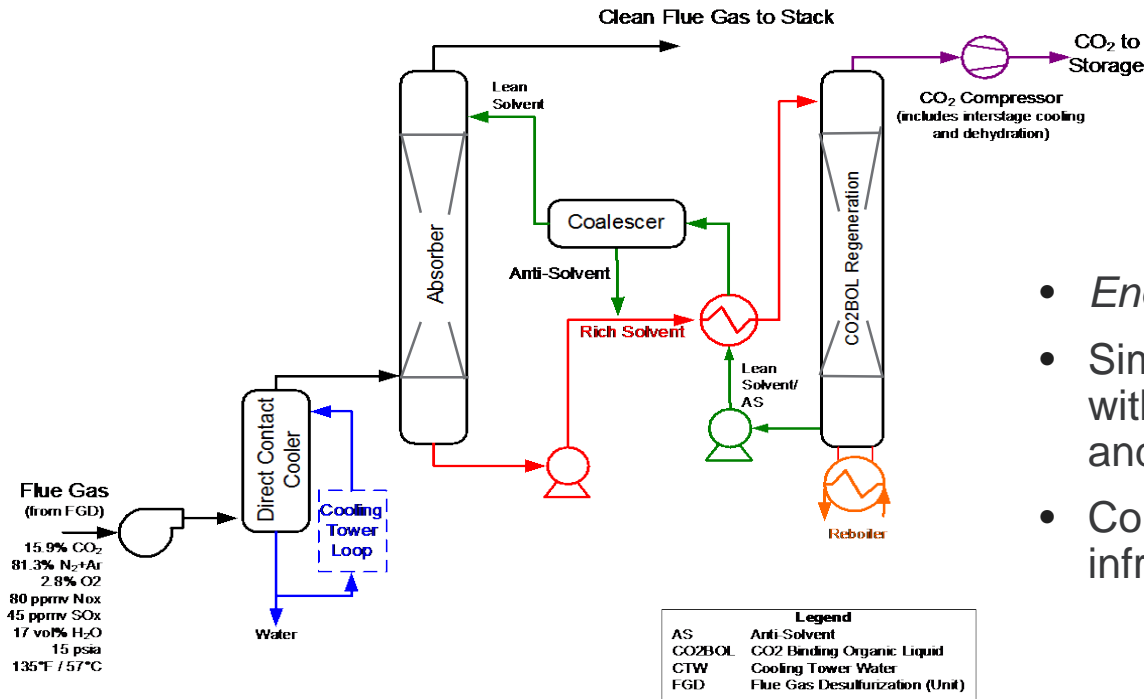 Clean Flue Gas to Stack
CO2 to
Storage
Lean
Solvent
CO2 Compressor
(includes interstage cooling
and dehydration)
Absorber
Coalescer
CO2BOL Regeneration
Anti-Solvent
Rich Solvent
Lean
Solvent/
AS
Direct Contact
Cooler
Flue Gas
(from FGD)
Cooling
Tower
Loop
Reboiler
15.9% CO2
81.3% N2+Ar
2.8% O2
80 ppmv Nox
45 ppmv SOx
17 vol% H2O
15 psia
135°F / 57°C
Water
Legend
AS Anti-Solvent
CO2BOL CO2 Binding Organic Liquid
CTW Cooling Tower Water
FGD Flue Gas Desulfurization (Unit)
•
• 
with
and
• Co
infr